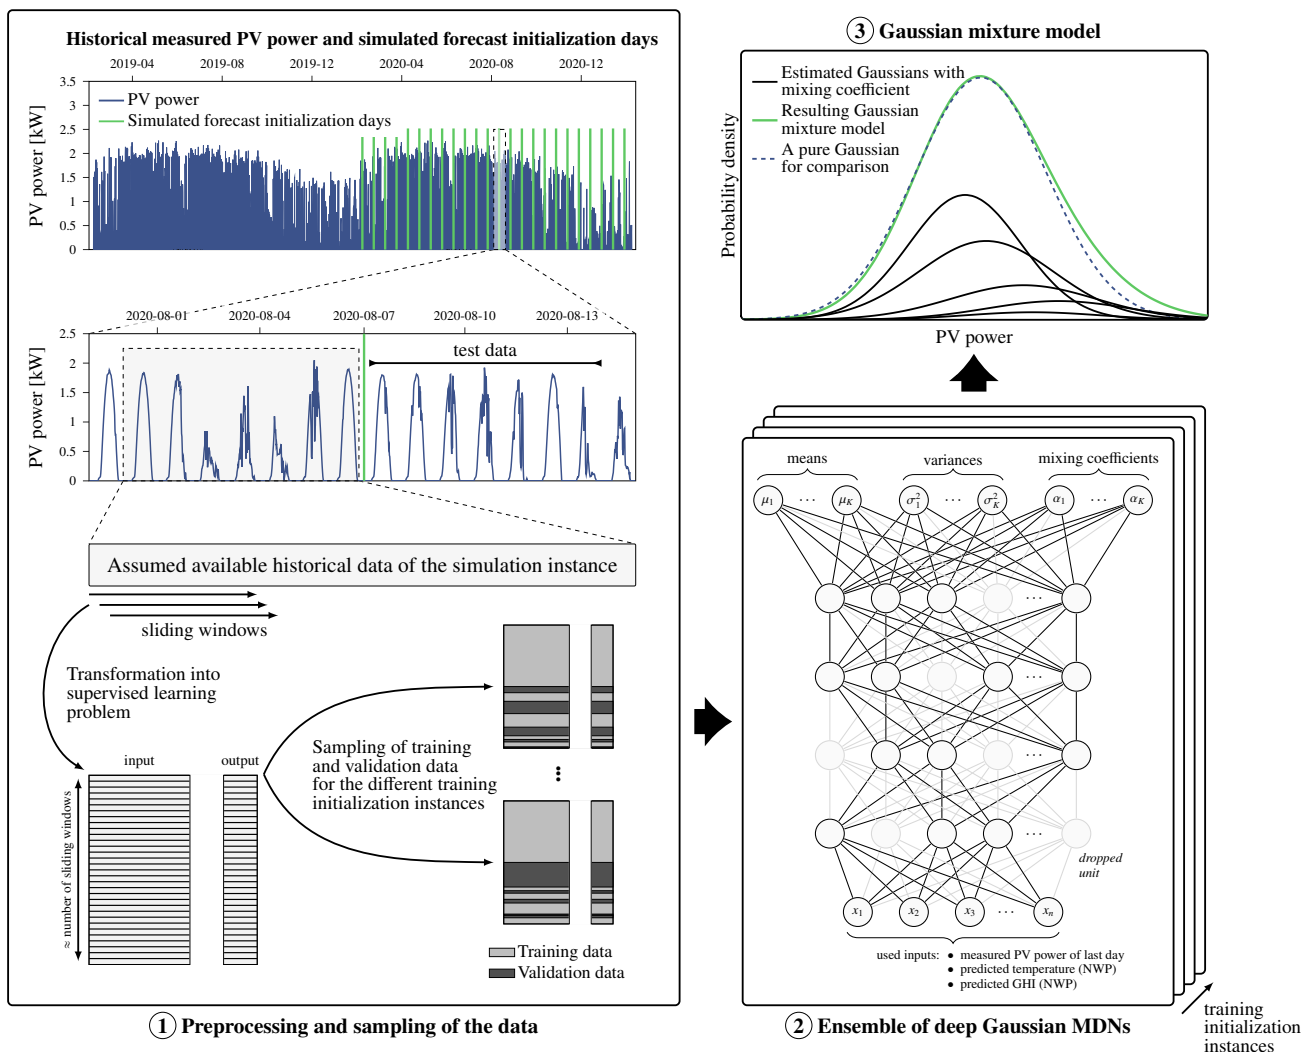 Historical measured PV power and simulated forecast initialization days
2019-04 2019-08 2019-12 2020-04 2020-08 2020-12
3.5
3
2.5
2
1.5
1
0.5
0
PV power [kW]
PV power
Simulated forecast initialization days
2020-08-01 2020-08-04 2020-08-07 2020-08-10 2020-08-13
2.5
2
1.5
1
0.5
0
PV power [kW]
test data
Assumed available historical data of the simulation instance
sliding windows
Transformation into
supervised learning
problem
input output
≈ number of sliding windows
Sampling of training
and validation data
for the different training
initialization instances
Training data
Validation data
1 Preprocessing and sampling of the data
3 Gaussian mixture model
Probability density
Estimated Gaussians with
mixing coefficient
Resulting Gaussian
mixture model
A pure Gaussian
for comparison
PV power
means variances mixing coefficients
μ₁ ··· μ_K σ₁² ··· σ_K² α₁ ··· α_K
···
···
···
···
dropped
unit
x₁ x₂ x₃ ··· xₙ
used inputs: ● measured PV power of last day
● predicted temperature (NWP)
● predicted GHI (NWP)
2 Ensemble of deep Gaussian MDNs
training
initialization
instances